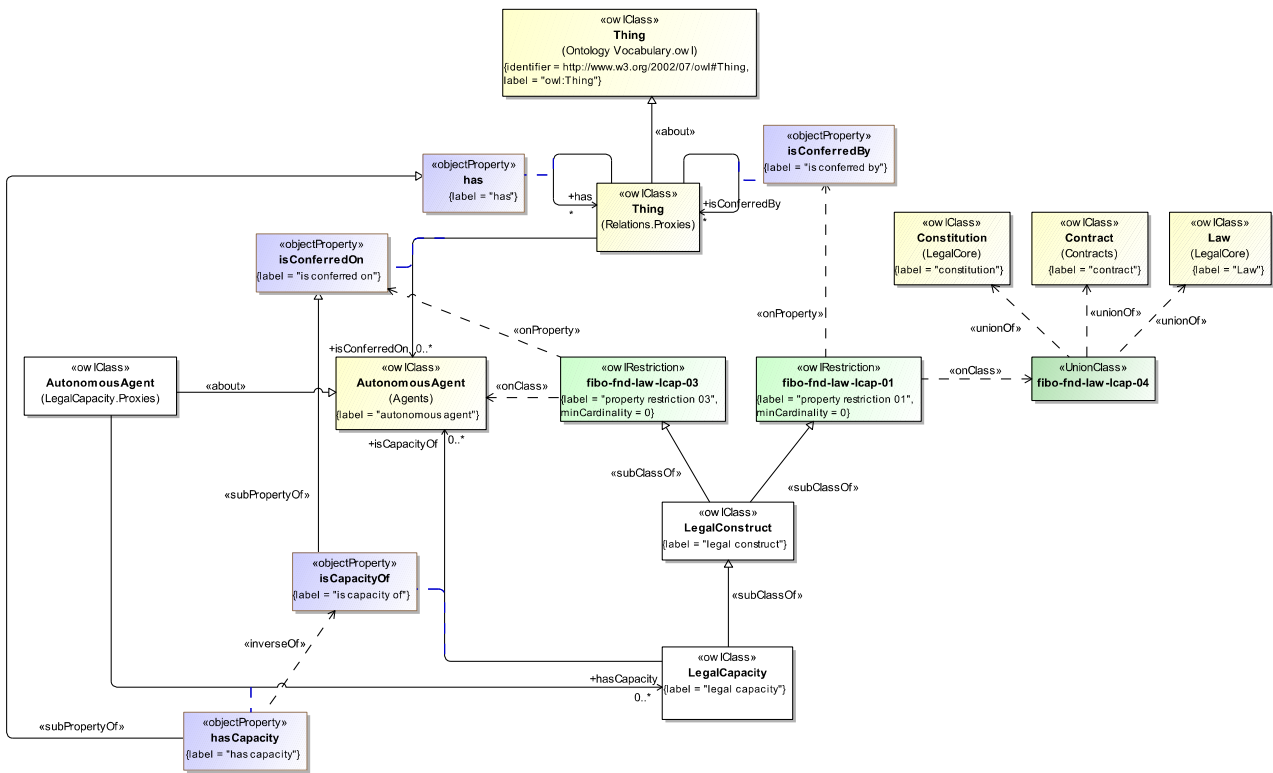 «owlClass»
Thing
(Ontology Vocabulary.owl)
{identifier = http://www.w3.org/2002/07/owl#Thing,
label = "owl:Thing"}
«about»
«objectProperty»
isConferredBy
{label = "is conferred by"}
«objectProperty»
has
{label = "has"}
+has
*
«owlClass»
Thing
(Relations.Proxies)
+isConferredBy
*
«owlClass»
Constitution
(LegalCore)
{label = "constitution"}
«owlClass»
Contract
(Contracts)
{label = "contract"}
«owlClass»
Law
(LegalCore)
{label = "Law"}
«objectProperty»
isConferredOn
{label = "is conferred on"}
«onProperty»
«onProperty»
«unionOf»
«unionOf»
«unionOf»
+isConferredOn
0..*
«owlClass»
AutonomousAgent
(LegalCapacity.Proxies)
«about»
«owlClass»
AutonomousAgent
(Agents)
{label = "autonomous agent"}
«onClass»
«owlRestriction»
fibo-fnd-law-lcap-03
{label = "property restriction 03",
minCardinality = 0}
«owlRestriction»
fibo-fnd-law-lcap-01
{label = "property restriction 01",
minCardinality = 0}
«onClass»
«UnionClass»
fibo-fnd-law-lcap-04
+isCapacityOf
0..*
«subClassOf»
«subClassOf»
«subPropertyOf»
«owlClass»
LegalConstruct
{label = "legal construct"}
«objectProperty»
isCapacityOf
{label = "is capacity of"}
«subClassOf»
«inverseOf»
«owlClass»
LegalCapacity
{label = "legal capacity"}
+hasCapacity
0..*
«subPropertyOf»
«objectProperty»
hasCapacity
{label = "has capacity"}